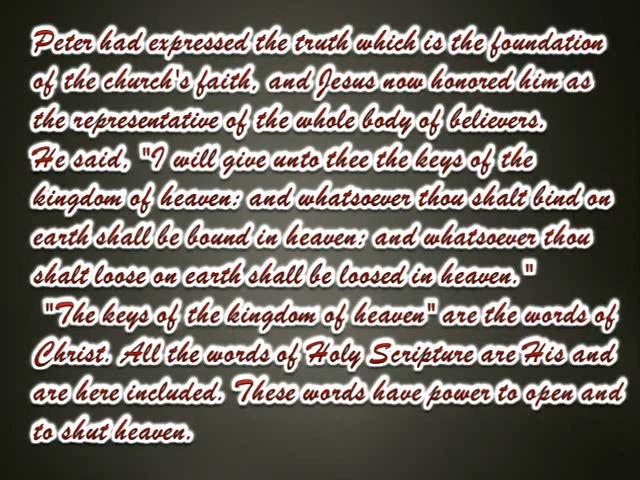 Peter had expressed the truth which is the foundation
of the church's faith, and Jesus now honored him as
the representative of the whole body of believers.
He said, "I will give unto thee the keys of the
kingdom of heaven: and whatsoever thou shalt bind on
earth shall be bound in heaven: and whatsoever thou
shalt loose on earth shall be loosed in heaven."
"The keys of the kingdom of heaven" are the words of
Christ. All the words of Holy Scripture are His and
are here included. These words have power to open and
to shut heaven.